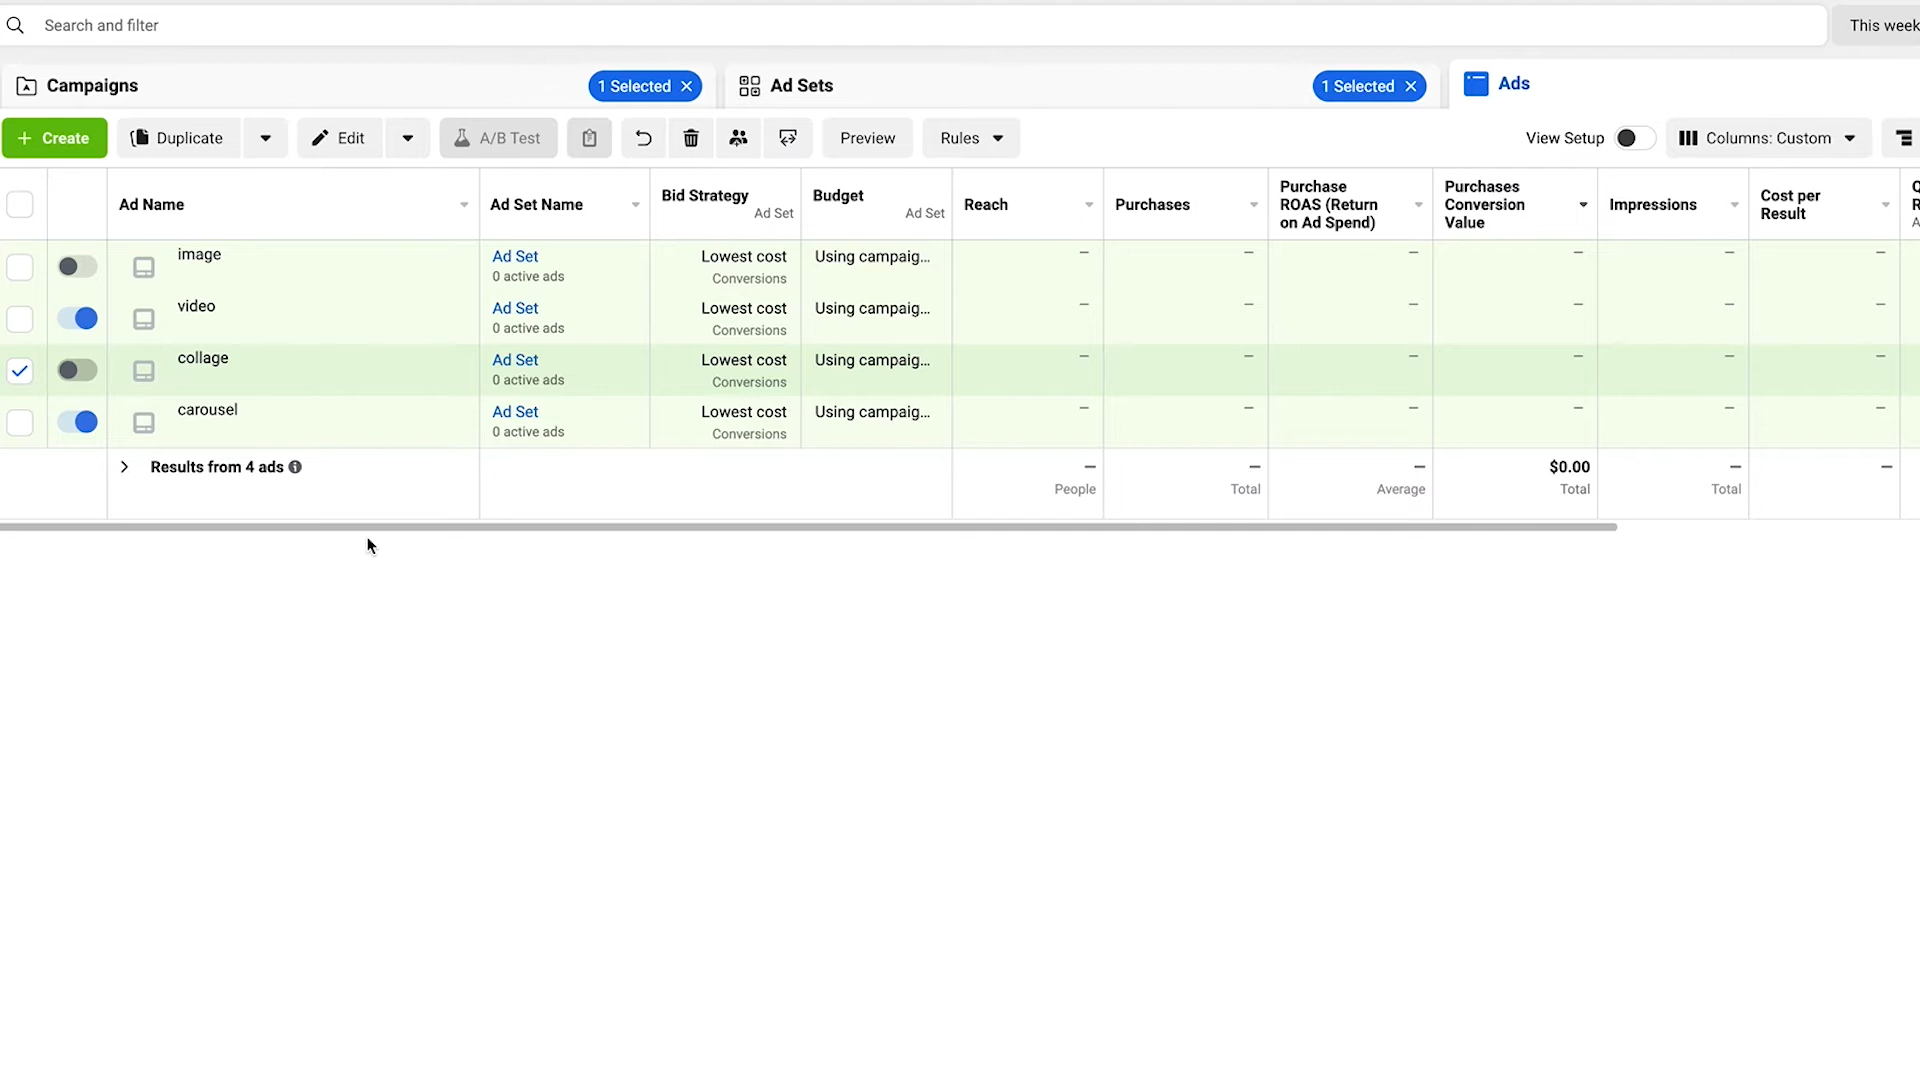 Search and filter
This week
Campaigns
1 Selected ×
Ad Sets
1 Selected ×
Ads
+ Create
Duplicate
Edit
A/B Test
Preview
Rules
View Setup
Columns: Custom
Ad Name
Ad Set Name
Bid Strategy
Ad Set
Budget
Ad Set
Reach
Purchases
Purchase
ROAS (Return
on Ad Spend)
Purchases
Conversion
Value
Impressions
Cost per
Result
image
Ad Set
0 active ads
Lowest cost
Conversions
Using campaig...
– – – – – –
video
Ad Set
0 active ads
Lowest cost
Conversions
Using campaig...
– – – – – –
collage
Ad Set
0 active ads
Lowest cost
Conversions
Using campaig...
– – – – – –
carousel
Ad Set
0 active ads
Lowest cost
Conversions
Using campaig...
– – – – – –
Results from 4 ads
–
People
–
Total
–
Average
$0.00
Total
–
Total
–